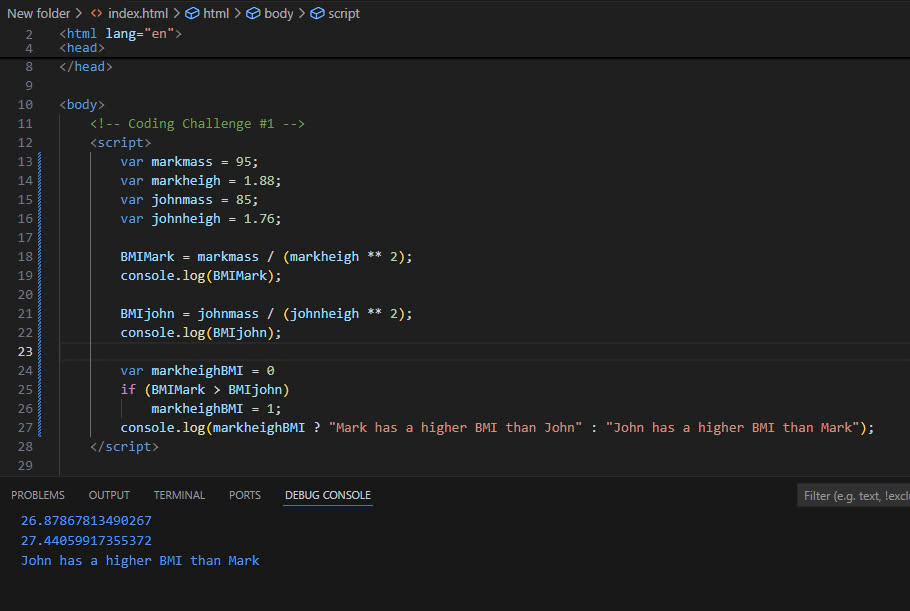 New folder > <> index.html > html > body > script
2 <html lang="en">
4 <head>
8 </head>
9
10 <body>
11 <!-- Coding Challenge #1 -->
12 <script>
13 var markmass = 95;
14 var markheigh = 1.88;
15 var johnmass = 85;
16 var johnheigh = 1.76;
17
18 BMIMark = markmass / (markheigh ** 2);
19 console.log(BMIMark);
20
21 BMIjohn = johnmass / (johnheigh ** 2);
22 console.log(BMIjohn);
23
24 var markheighBMI = 0
25 if (BMIMark > BMIjohn)
26 markheighBMI = 1;
27 console.log(markheighBMI ? "Mark has a higher BMI than John" : "John has a higher BMI than Mark");
28 </script>
29
PROBLEMS OUTPUT TERMINAL PORTS DEBUG CONSOLE Filter (e.g. text, !exclu
26.87867813490267
27.44059917355372
John has a higher BMI than Mark